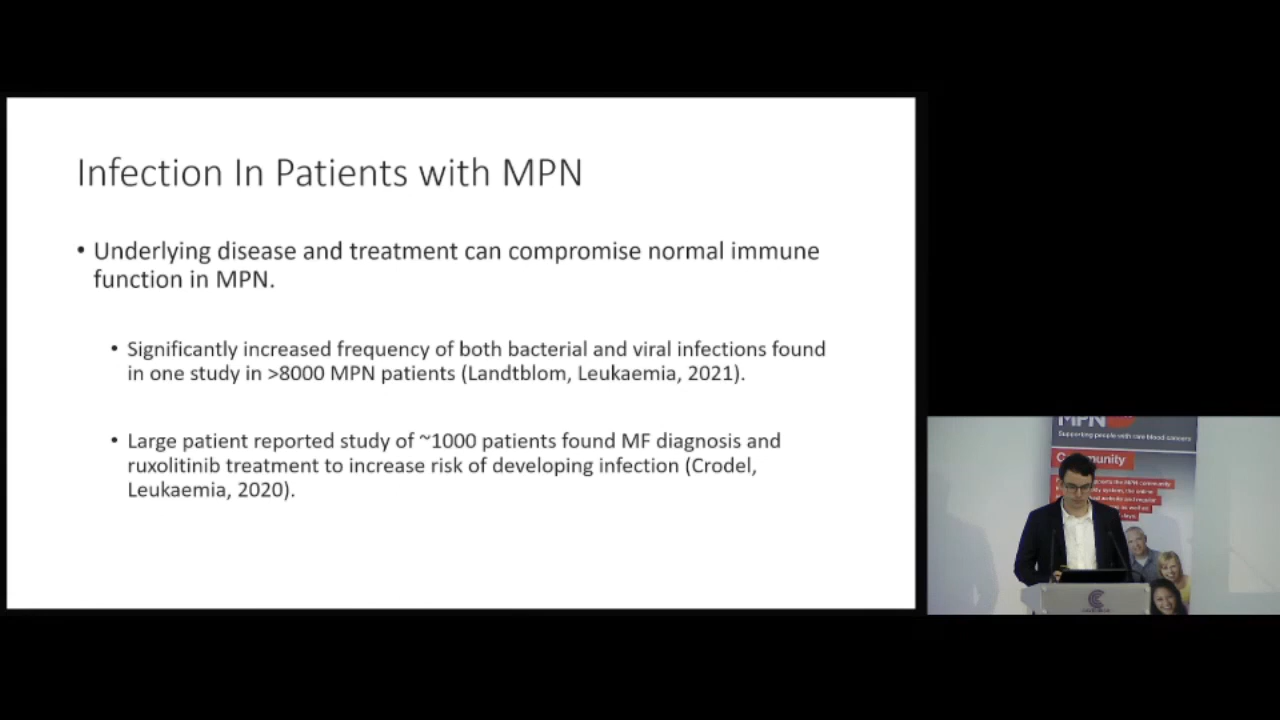 Infection In Patients with MPN
• Underlying disease and treatment can compromise normal immune
function in MPN.
• Significantly increased frequency of both bacterial and viral infections found
in one study in >8000 MPN patients (Landtblom, Leukaemia, 2021).
• Large patient reported study of ~1000 patients found MF diagnosis and
ruxolitinib treatment to increase risk of developing infection (Crodel,
Leukaemia, 2020).
MPN
Supporting people with rare blood cancers